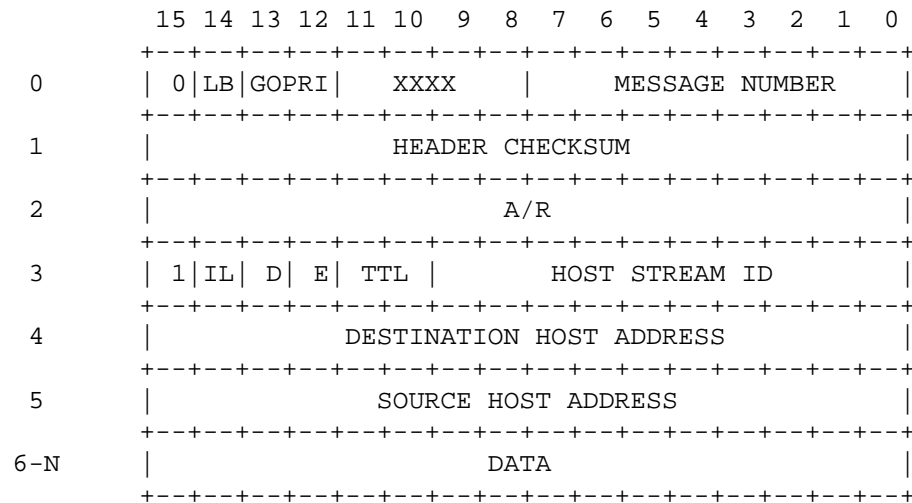 15 14 13 12 11 10 9 8 7 6 5 4 3 2 1 0
+--+--+--+--+--+--+--+--+--+--+--+--+--+--+--+--+
0 | 0|LB|GOPRI| XXXX | MESSAGE NUMBER |
+--+--+--+--+--+--+--+--+--+--+--+--+--+--+--+--+
1 | HEADER CHECKSUM |
+--+--+--+--+--+--+--+--+--+--+--+--+--+--+--+--+
2 | A/R |
+--+--+--+--+--+--+--+--+--+--+--+--+--+--+--+--+
3 | 1|IL| D| E| TTL | HOST STREAM ID |
+--+--+--+--+--+--+--+--+--+--+--+--+--+--+--+--+
4 | DESTINATION HOST ADDRESS |
+--+--+--+--+--+--+--+--+--+--+--+--+--+--+--+--+
5 | SOURCE HOST ADDRESS |
+--+--+--+--+--+--+--+--+--+--+--+--+--+--+--+--+
6-N | DATA |
+--+--+--+--+--+--+--+--+--+--+--+--+--+--+--+--+